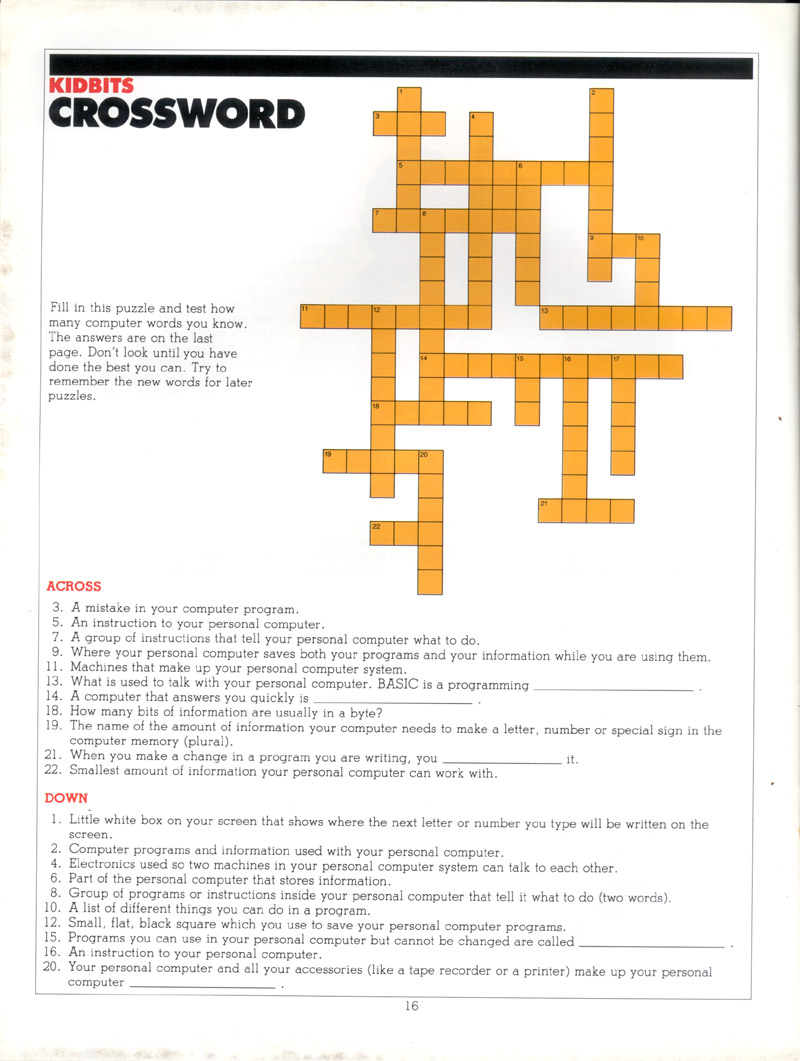 KIDBITS
CROSSWORD
1
2
3
4
5
6
7
8
9
10
11
12
13
14
15
16
17
18
19
20
21
22
Fill in this puzzle and test how
many computer words you know.
The answers are on the last
page. Don't look until you have
done the best you can. Try to
remember the new words for later
puzzles.
ACROSS
3. A mistake in your computer program.
5. An instruction to your personal computer.
7. A group of instructions that tell your personal computer what to do.
9. Where your personal computer saves both your programs and your information while you are using them.
11. Machines that make up your personal computer system.
13. What is used to talk with your personal computer. BASIC is a programming ____________________ .
14. A computer that answers you quickly is ____________________ .
18. How many bits of information are usually in a byte?
19. The name of the amount of information your computer needs to make a letter, number or special sign in the
computer memory (plural).
21. When you make a change in a program you are writing, you _______________ it.
22. Smallest amount of information your personal computer can work with.
DOWN
1. Little white box on your screen that shows where the next letter or number you type will be written on the
screen.
2. Computer programs and information used with your personal computer.
4. Electronics used so two machines in your personal computer system can talk to each other.
6. Part of the personal computer that stores information.
8. Group of programs or instructions inside your personal computer that tell it what to do (two words).
10. A list of different things you can do in a program.
12. Small, flat, black square which you use to save your personal computer programs.
15. Programs you can use in your personal computer but cannot be changed are called ____________________ .
16. An instruction to your personal computer.
20. Your personal computer and all your accessories (like a tape recorder or a printer) make up your personal
computer ____________________ .
16